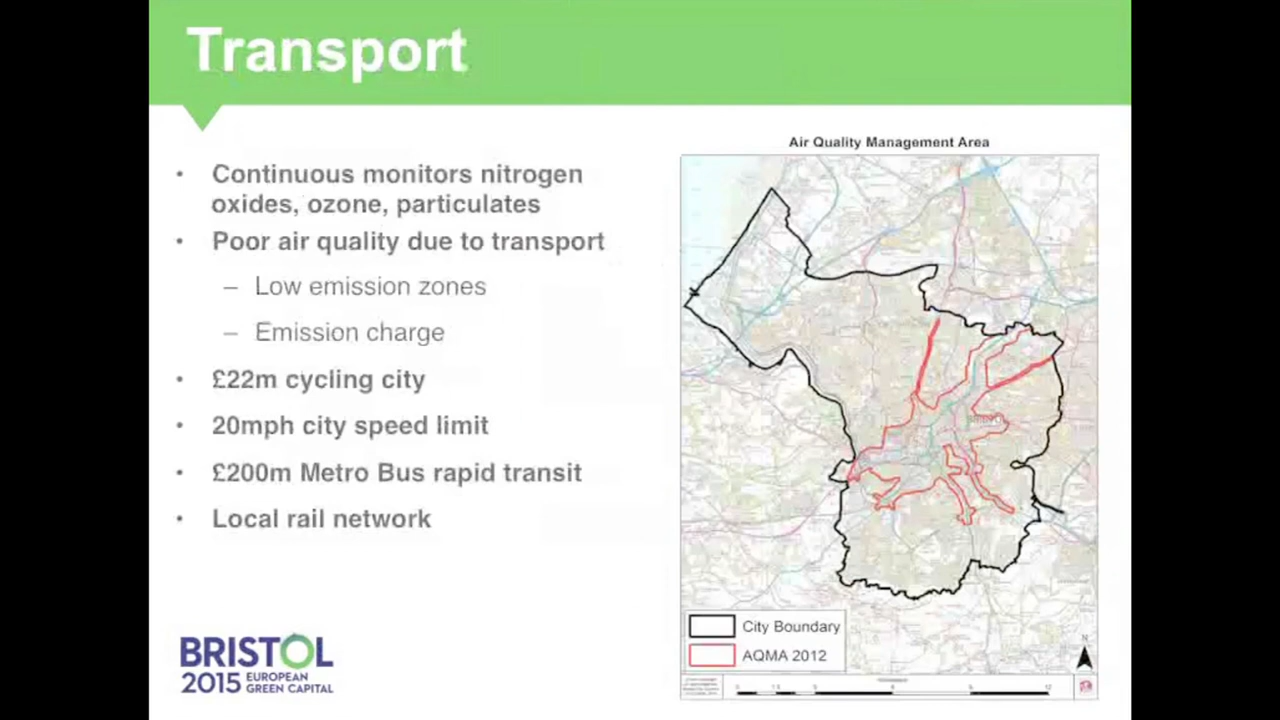 Transport
• Continuous monitors nitrogen
oxides, ozone, particulates
• Poor air quality due to transport
– Low emission zones
– Emission charge
• £22m cycling city
• 20mph city speed limit
• £200m Metro Bus rapid transit
• Local rail network
BRISTOL
2015 EUROPEAN
GREEN CAPITAL
Air Quality Management Area
BRISTOL
City Boundary
AQMA 2012
N